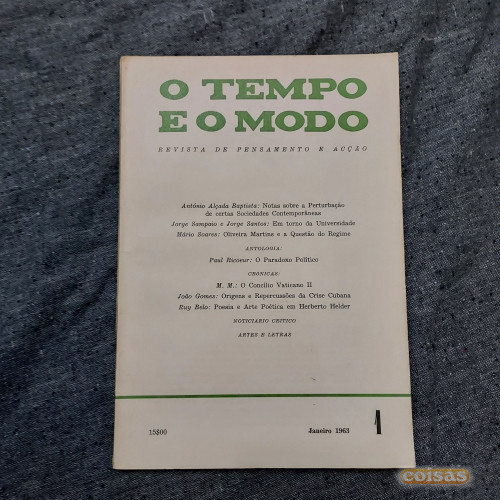 O TEMPO
E O MODO
REVISTA DE PENSAMENTO E ACÇÃO
António Alçada Baptista: Notas sobre a Perturbação
de certas Sociedades Contemporâneas
Jorge Sampaio e Jorge Santos: Em torno da Universidade
Mário Soares: Oliveira Martins e a Questão do Regime
ANTOLOGIA:
Paul Ricoeur: O Paradoxo Político
CRÓNICAS:
M. M.: O Concílio Vaticano II
João Gomes: Origens e Repercussões da Crise Cubana
Ruy Belo: Poesia e Arte Poética em Herberto Helder
NOTICIÁRIO CRÍTICO
ARTES E LETRAS
15$00 Janeiro 1963 1
coisas